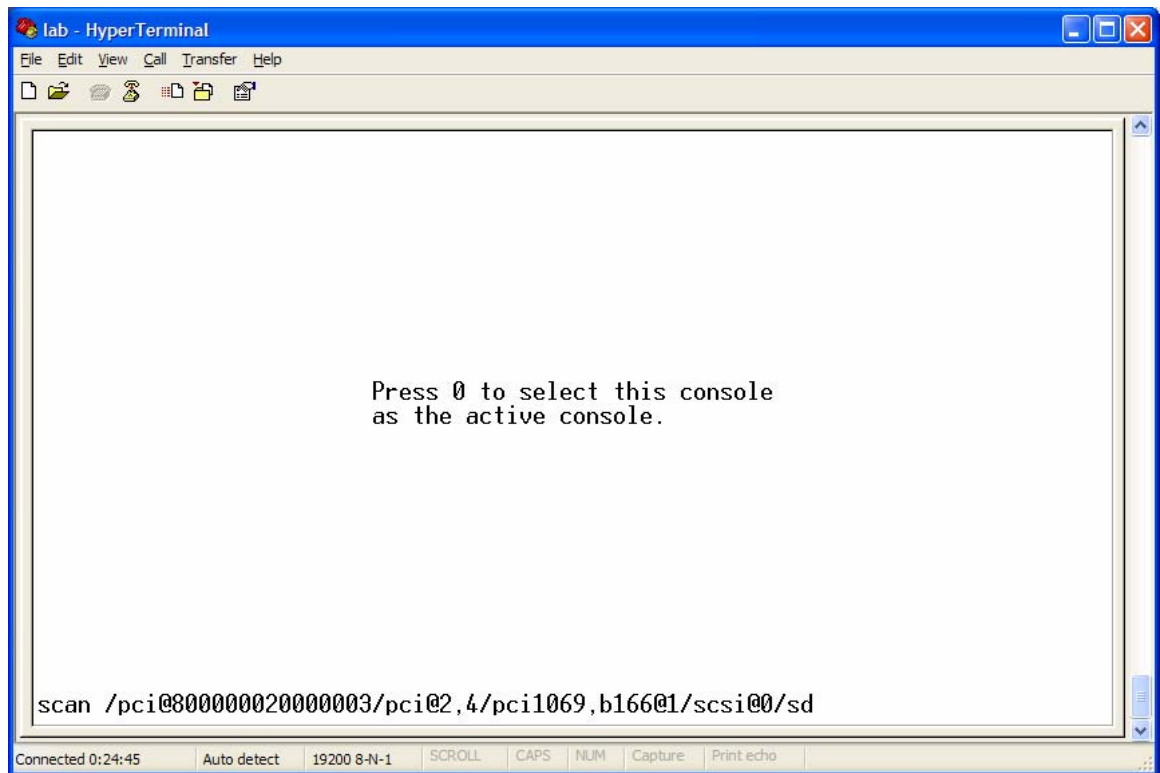 lab - HyperTerminal
File Edit View Call Transfer Help
Press 0 to select this console
as the active console.
scan /pci@800000020000003/pci@2,4/pci1069,b166@1/scsi@0/sd
Connected 0:24:45 Auto detect 19200 8-N-1 SCROLL CAPS NUM Capture Print echo